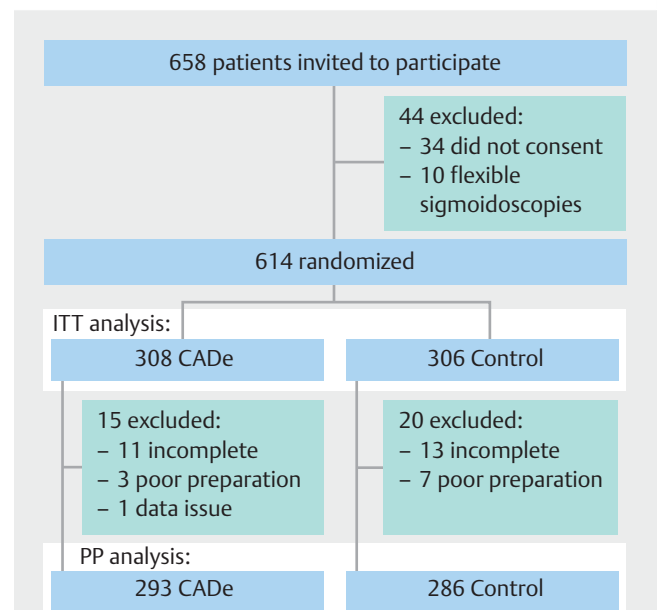 658 patients invited to participate
44 excluded:
– 34 did not consent
– 10 flexible
sigmoidoscopies
614 randomized
ITT analysis:
308 CADe
306 Control
15 excluded:
– 11 incomplete
– 3 poor preparation
– 1 data issue
20 excluded:
– 13 incomplete
– 7 poor preparation
PP analysis:
293 CADe
286 Control